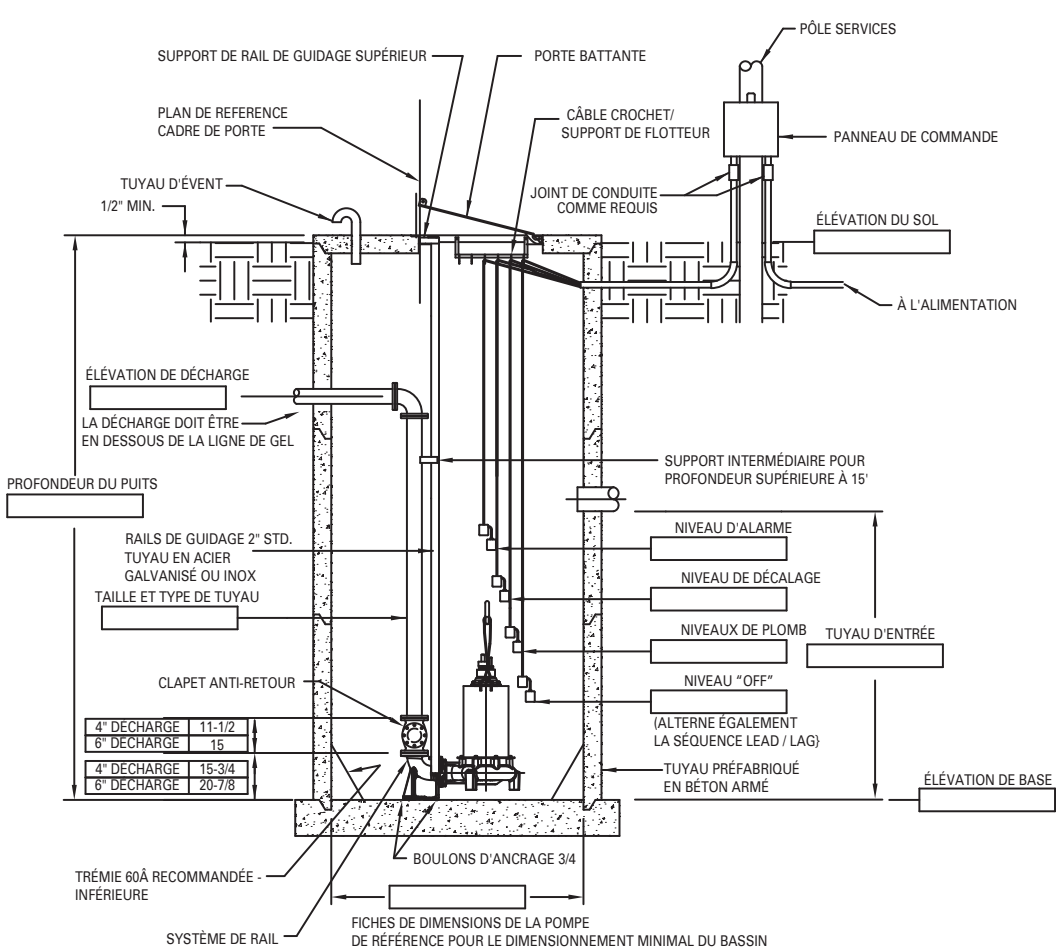 PÔLE SERVICES
SUPPORT DE RAIL DE GUIDAGE SUPÉRIEUR
PORTE BATTANTE
PLAN DE REFERENCE
CADRE DE PORTE
CÂBLE CROCHET/
SUPPORT DE FLOTTEUR
PANNEAU DE COMMANDE
TUYAU D'ÉVENT
1/2" MIN.
JOINT DE CONDUITE
COMME REQUIS
ÉLÉVATION DU SOL
À L'ALIMENTATION
ÉLÉVATION DE DÉCHARGE
LA DÉCHARGE DOIT ÊTRE
EN DESSOUS DE LA LIGNE DE GEL
SUPPORT INTERMÉDIAIRE POUR
PROFONDEUR SUPÉRIEURE À 15'
PROFONDEUR DU PUITS
NIVEAU D'ALARME
RAILS DE GUIDAGE 2" STD.
TUYAU EN ACIER
GALVANISÉ OU INOX
NIVEAU DE DÉCALAGE
TAILLE ET TYPE DE TUYAU
NIVEAUX DE PLOMB
TUYAU D'ENTRÉE
CLAPET ANTI-RETOUR
NIVEAU "OFF"
(ALTERNE ÉGALEMENT
LA SÉQUENCE LEAD / LAG}
4" DÉCHARGE 11-1/2
6" DÉCHARGE 15
4" DÉCHARGE 15-3/4
6" DÉCHARGE 20-7/8
TUYAU PRÉFABRIQUÉ
EN BÉTON ARMÉ
ÉLÉVATION DE BASE
BOULONS D'ANCRAGE 3/4
TRÉMIE 60Â RECOMMANDÉE -
INFÉRIEURE
FICHES DE DIMENSIONS DE LA POMPE
DE RÉFÉRENCE POUR LE DIMENSIONNEMENT MINIMAL DU BASSIN
SYSTÈME DE RAIL